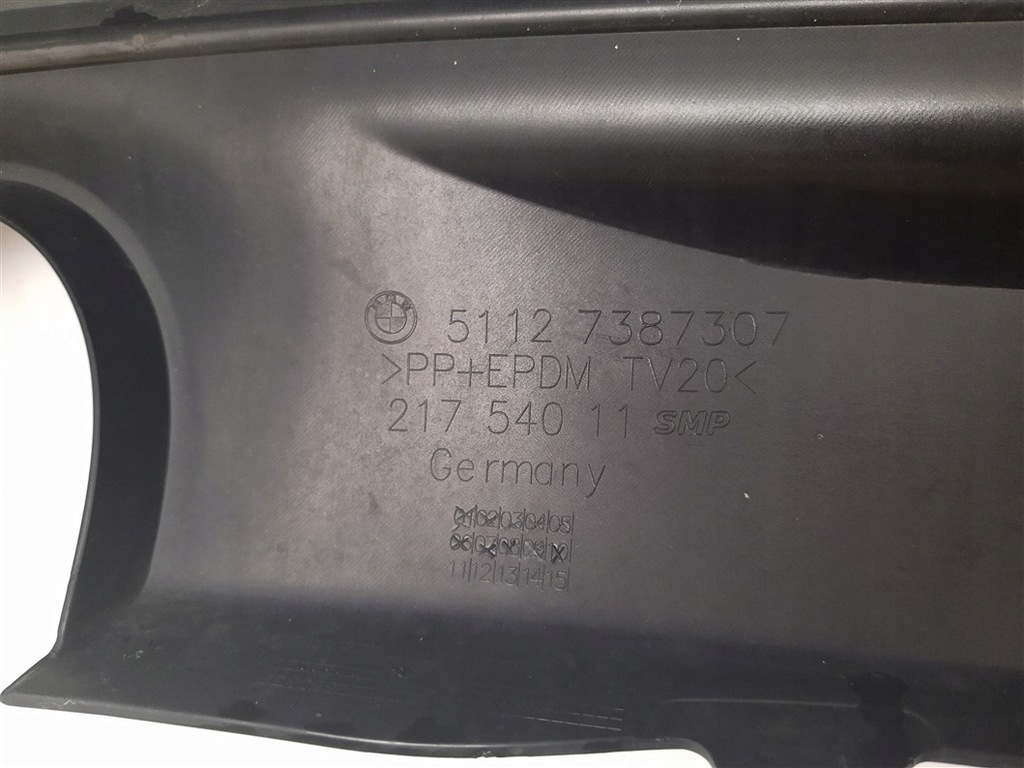 BMW 5112 7387307
>PP+EPDM TV20<
217 540 11 SMP
Germany
01|02|03|04|05
06|07|08|09|10
11|12|13|14|15